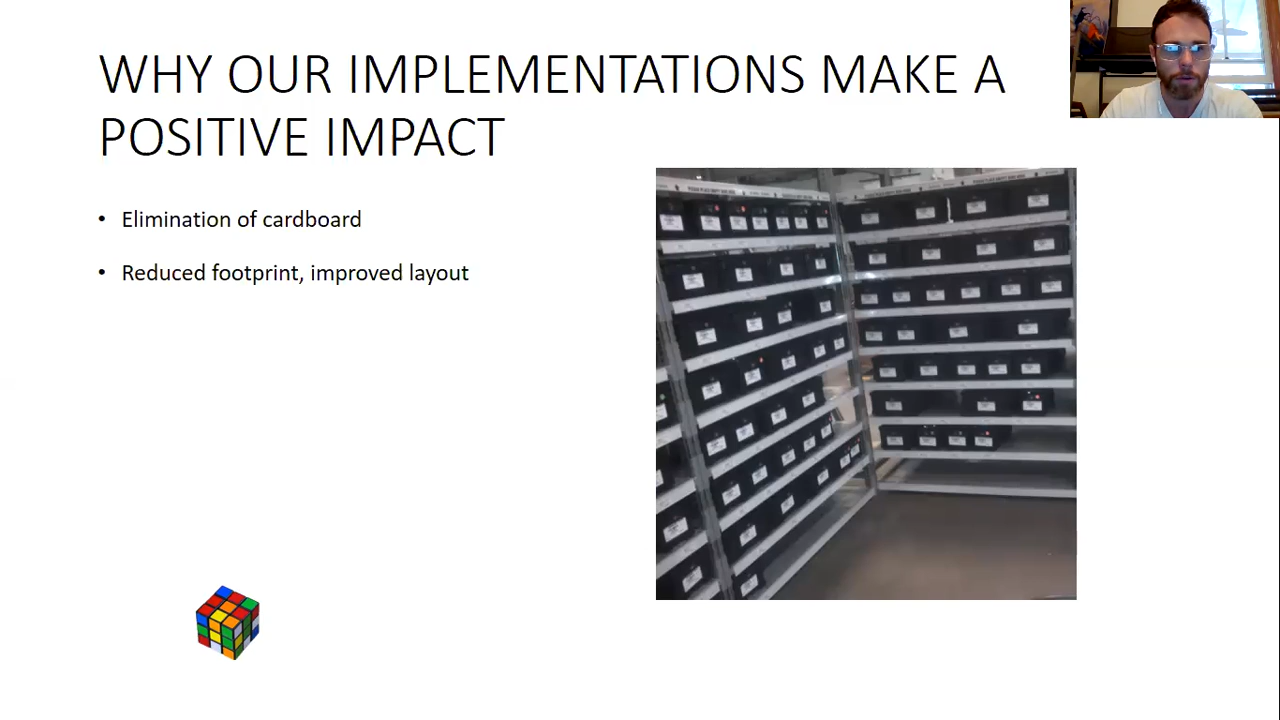 WHY OUR IMPLEMENTATIONS MAKE A
POSITIVE IMPACT
• Elimination of cardboard
• Reduced footprint, improved layout